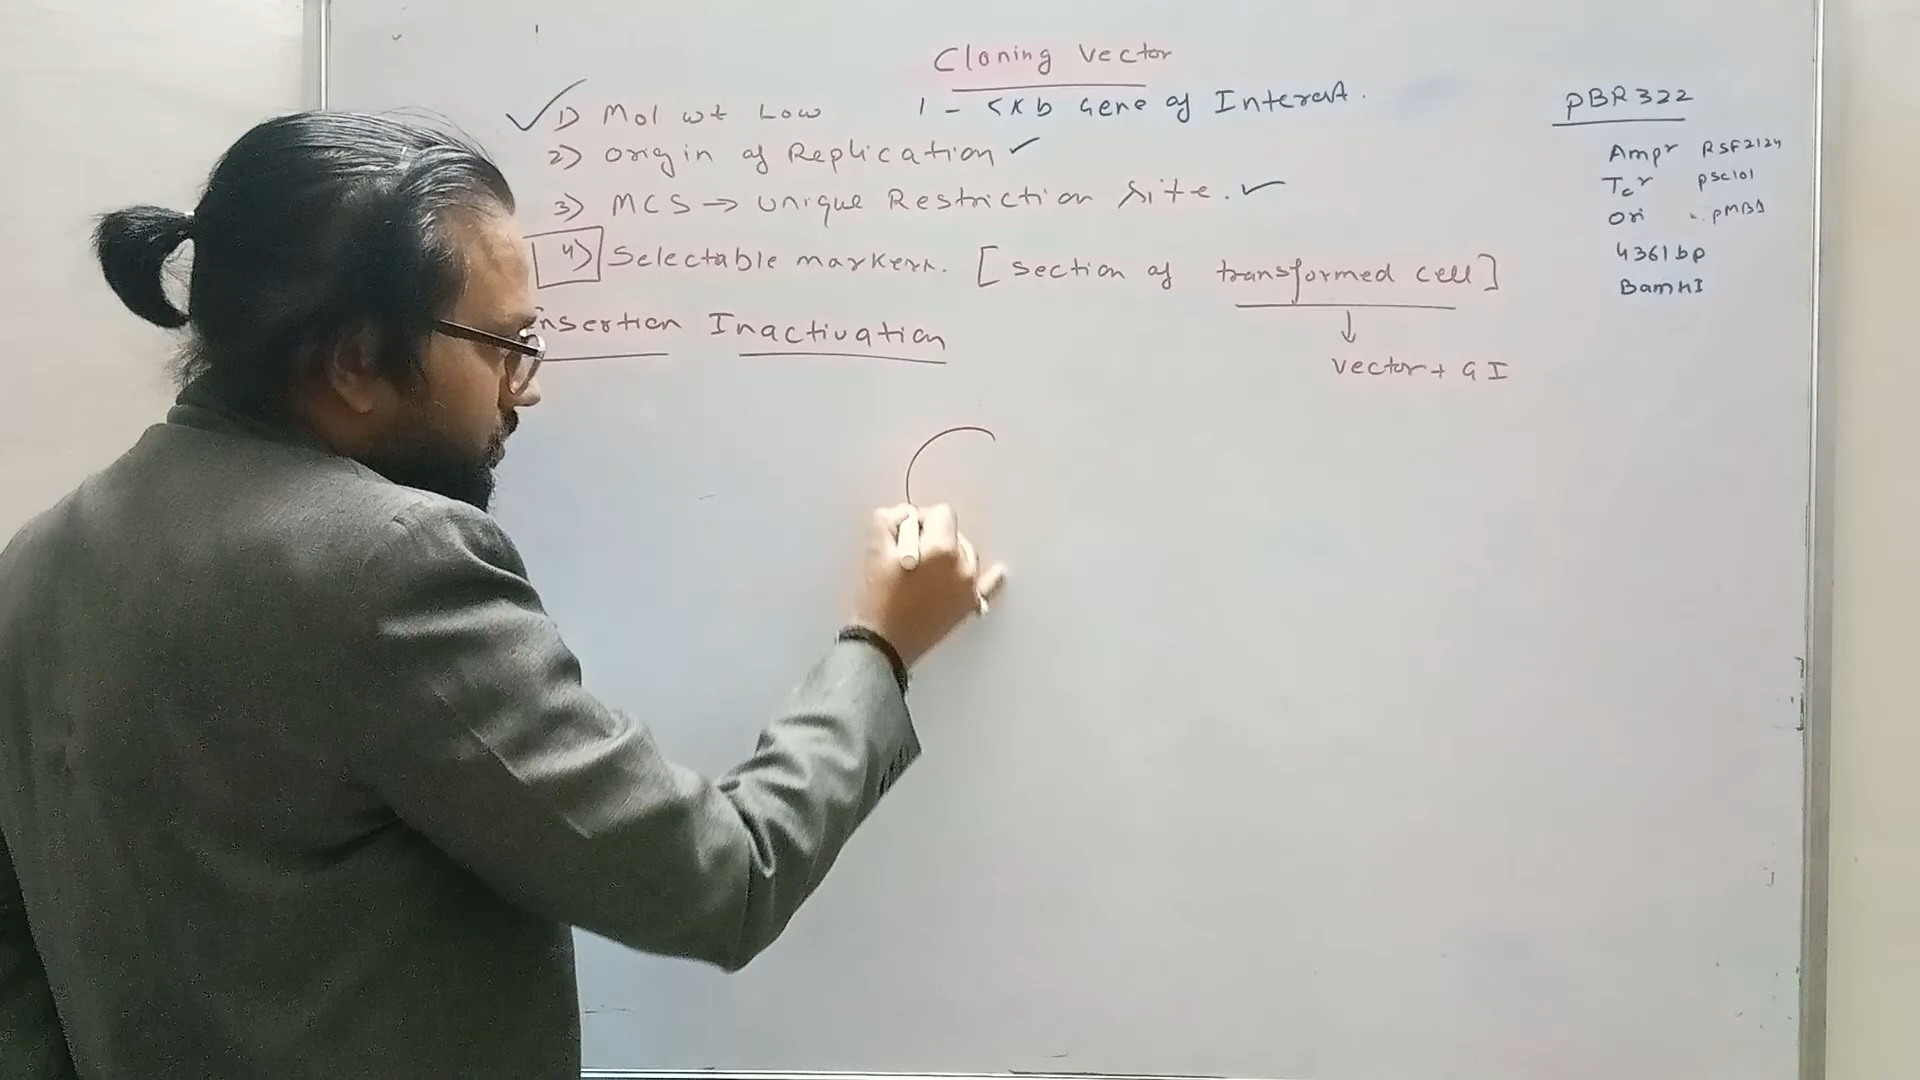 Cloning Vector
1) Mol wt Low 1 - 5Kb Gene of Interest.
2) Origin of Replication ✓
3) MCS → Unique Restriction Site. ✓
4) Selectable markers. [section of transformed cell]
↓
Vector + GI
Insertion Inactivation
PBR322
Ampr RSF2124
Tcr pSC101
Ori pMB1
4361bp
BamHI